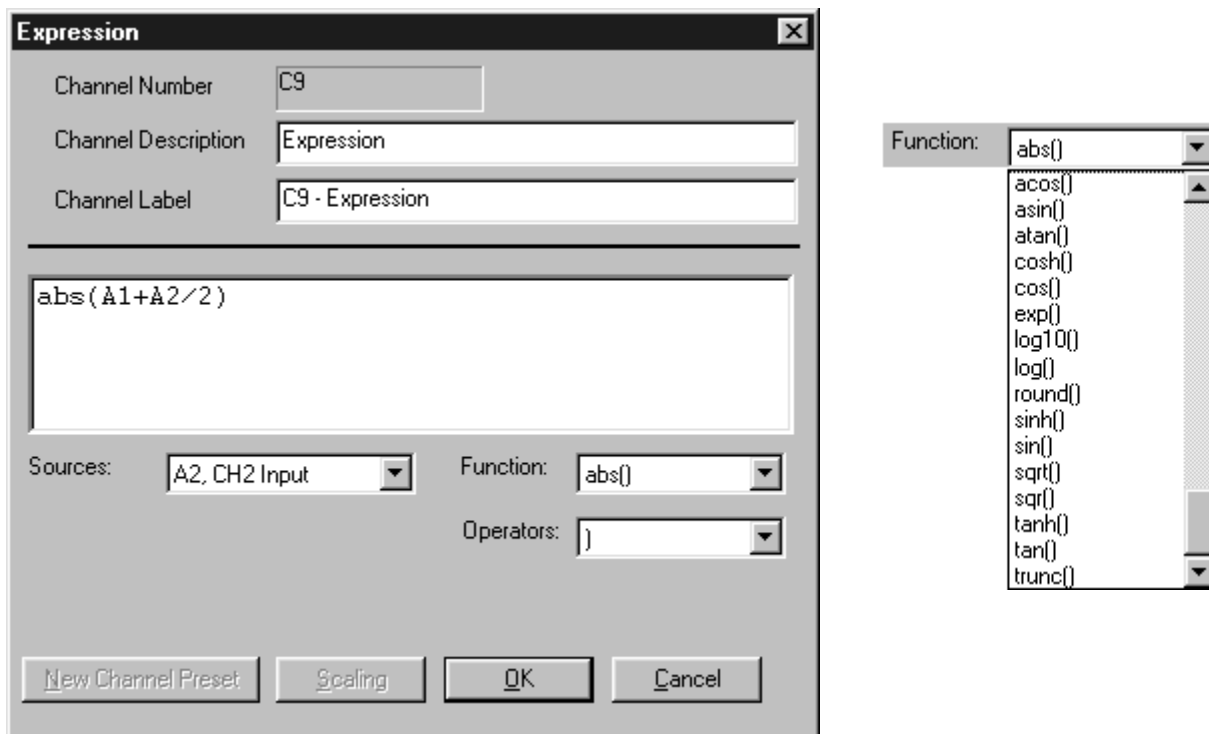 Expression
Channel Number C9
Channel Description Expression
Channel Label C9 - Expression
abs(A1+A2/2)
Sources: A2, CH2 Input Function: abs()
Operators: )
New Channel Preset Scaling OK Cancel
Function: abs()
acos()
asin()
atan()
cosh()
cos()
exp()
log10()
log()
round()
sinh()
sin()
sqrt()
sqr()
tanh()
tan()
trunc()